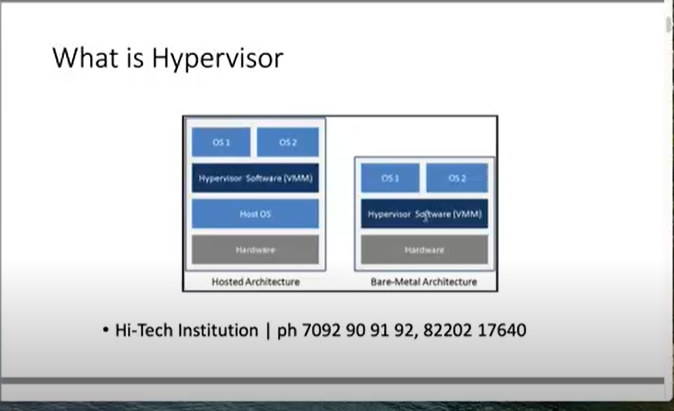 What is Hypervisor
OS 1 OS 2
Hypervisor Software (VMM)
Host OS
Hardware
Hosted Architecture
OS 1 OS 2
Hypervisor Software (VMM)
Hardware
Bare-Metal Architecture
• Hi-Tech Institution | ph 7092 90 91 92, 82202 17640